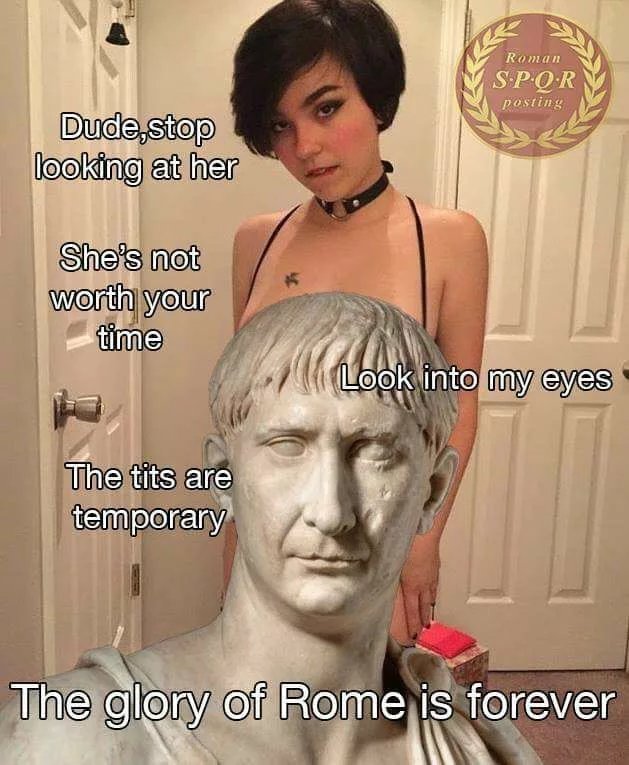 Roman
S·P·Q·R
posting
Dude,stop
looking at her
She's not
worth your
time
Look into my eyes
The tits are
temporary
The glory of Rome is forever